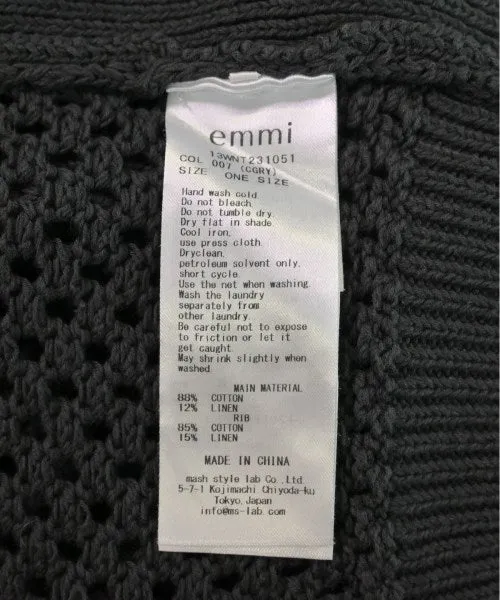 emmi
13WNT231051
COL 007 (CGRY)
SIZE ONE SIZE
Hand wash cold.
Do not bleach.
Do not tumble dry.
Dry flat in shade.
Cool iron,
use press cloth.
Dryclean,
petroleum solvent only,
short cycle.
Use the net when washing.
Wash the laundry
separately from
other laundry.
Be careful not to expose
to friction or let it
get caught.
May shrink slightly when
washed.
MAIN MATERIAL
88% COTTON
12% LINEN
RIB
85% COTTON
15% LINEN
MADE IN CHINA
mash style lab Co.,Ltd.
5-7-1 Kojimachi Chiyoda-ku
Tokyo,Japan
info@ms-lab.com